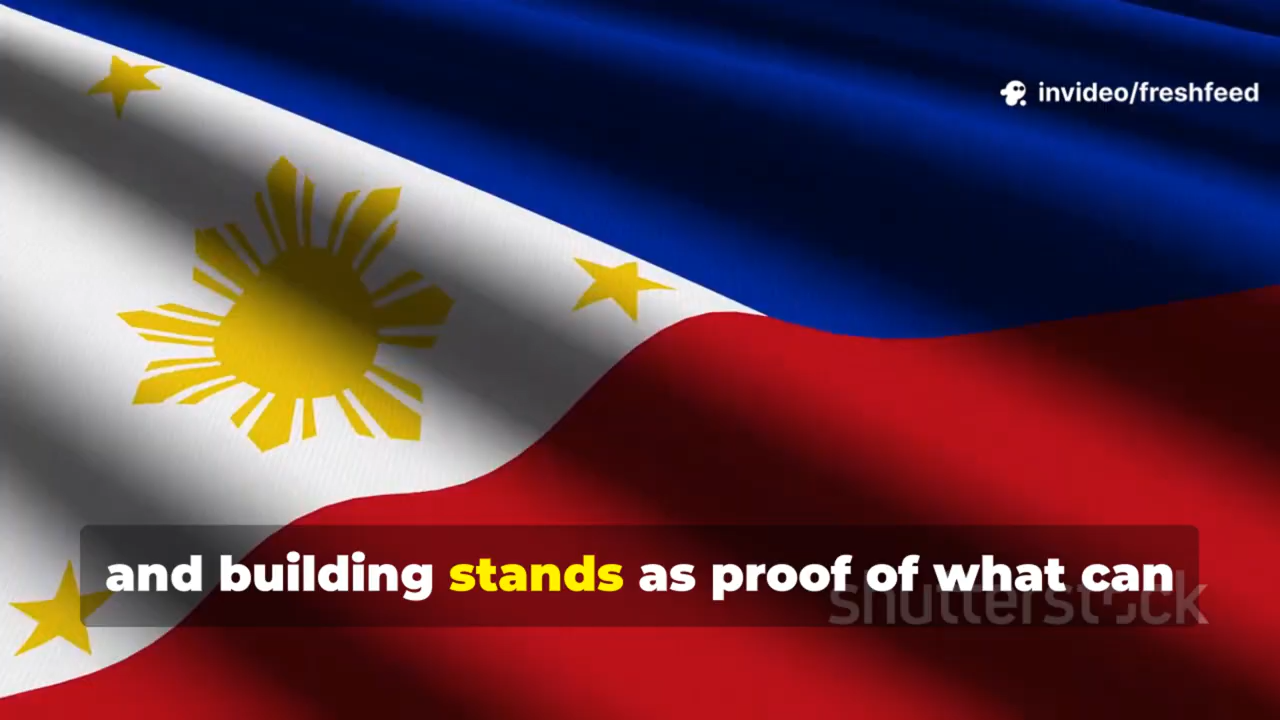 invideo/freshfeed
and building stands as proof of what can
shutterstock